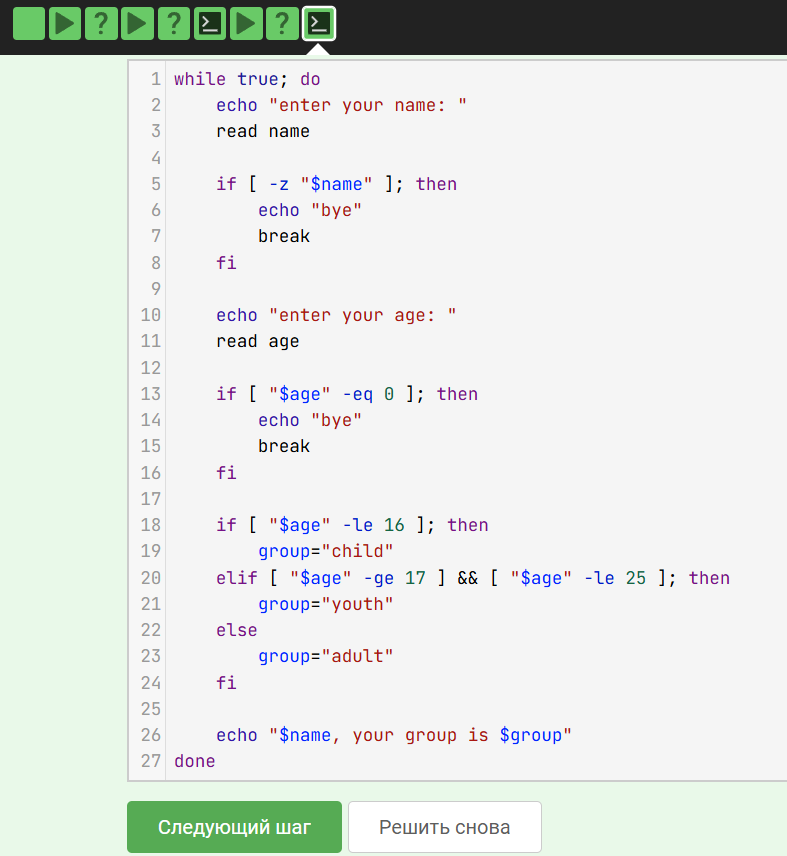 ? ? >_ ? >_
1 while true; do
2     echo "enter your name: "
3     read name
4
5     if [ -z "$name" ]; then
6         echo "bye"
7         break
8     fi
9
10     echo "enter your age: "
11     read age
12
13     if [ "$age" -eq 0 ]; then
14         echo "bye"
15         break
16     fi
17
18     if [ "$age" -le 16 ]; then
19         group="child"
20     elif [ "$age" -ge 17 ] && [ "$age" -le 25 ]; then
21         group="youth"
22     else
23         group="adult"
24     fi
25
26     echo "$name, your group is $group"
27 done
Следующий шаг Решить снова